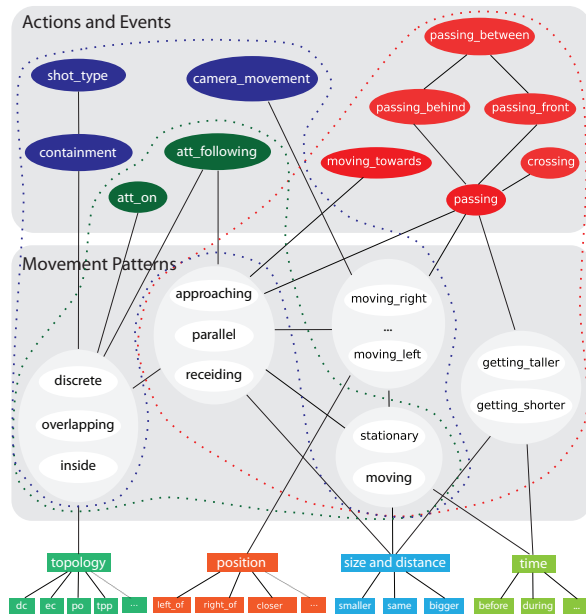 Actions and Events
passing_between
shot_type
camera_movement
passing_behind
passing_front
containment
att_following
moving_towards
crossing
att_on
passing
Movement Patterns
approaching
moving_right
parallel
...
moving_left
receiding
getting_taller
discrete
getting_shorter
overlapping
stationary
inside
moving
topology
position
size and distance
time
dc
ec
po
tpp
...
left_of
right_of
closer
...
smaller
same
bigger
before
during
...